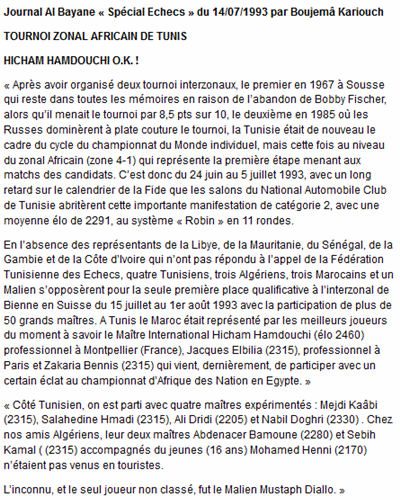 Journal Al Bayane « Spécial Echecs » du 14/07/1993 par Boujemâ Kariouch
TOURNOI ZONAL AFRICAIN DE TUNIS
HICHAM HAMDOUCHI O.K. !
« Après avoir organisé deux tournoi interzonaux, le premier en 1967 à Sousse
qui reste dans toutes les mémoires en raison de l'abandon de Bobby Fischer,
alors qu'il menait le tournoi par 8,5 pts sur 10, le deuxième en 1985 où les
Russes dominèrent à plate couture le tournoi, la Tunisie était de nouveau le
cadre du cycle du championnat du Monde individuel, mais cette fois au niveau
du zonal Africain (zone 4-1) qui représente la première étape menant aux
matchs des candidats. C'est donc du 24 juin au 5 juillet 1993, avec un long
retard sur le calendrier de la Fide que les salons du National Automobile Club
de Tunisie abritèrent cette importante manifestation de catégorie 2, avec une
moyenne élo de 2291, au système « Robin » en 11 rondes.
En l'absence des représentants de la Libye, de la Mauritanie, du Sénégal, de la
Gambie et de la Côte d'Ivoire qui n'ont pas répondu à l'appel de la Fédération
Tunisienne des Echecs, quatre Tunisiens, trois Algériens, trois Marocains et un
Malien s'opposèrent pour la seule première place qualificative à l'interzonal de
Bienne en Suisse du 15 juillet au 1er août 1993 avec la participation de plus de
50 grands maîtres. A Tunis le Maroc était représenté par les meilleurs joueurs
du moment à savoir le Maître International Hicham Hamdouchi (élo 2460)
professionnel à Montpellier (France), Jacques Elbilia (2315), professionnel à
Paris et Zakaria Bennis (2315) qui vient, dernièrement, de participer avec un
certain éclat au championnat d'Afrique des Nation en Egypte. »
« Côté Tunisien, on est parti avec quatre maîtres expérimentés : Mejdi Kaâbi
(2315), Salahedine Hmadi (2315), Ali Dridi (2205) et Nabil Doghri (2330) . Chez
nos amis Algériens, leur deux maîtres Abdenacer Bamoune (2280) et Sebih
Kamal ( (2315) accompagnés du jeunes (16 ans) Mohamed Henni (2170)
n'étaient pas venus en touristes.
L'inconnu, et le seul joueur non classé, fut le Malien Mustaph Diallo. »